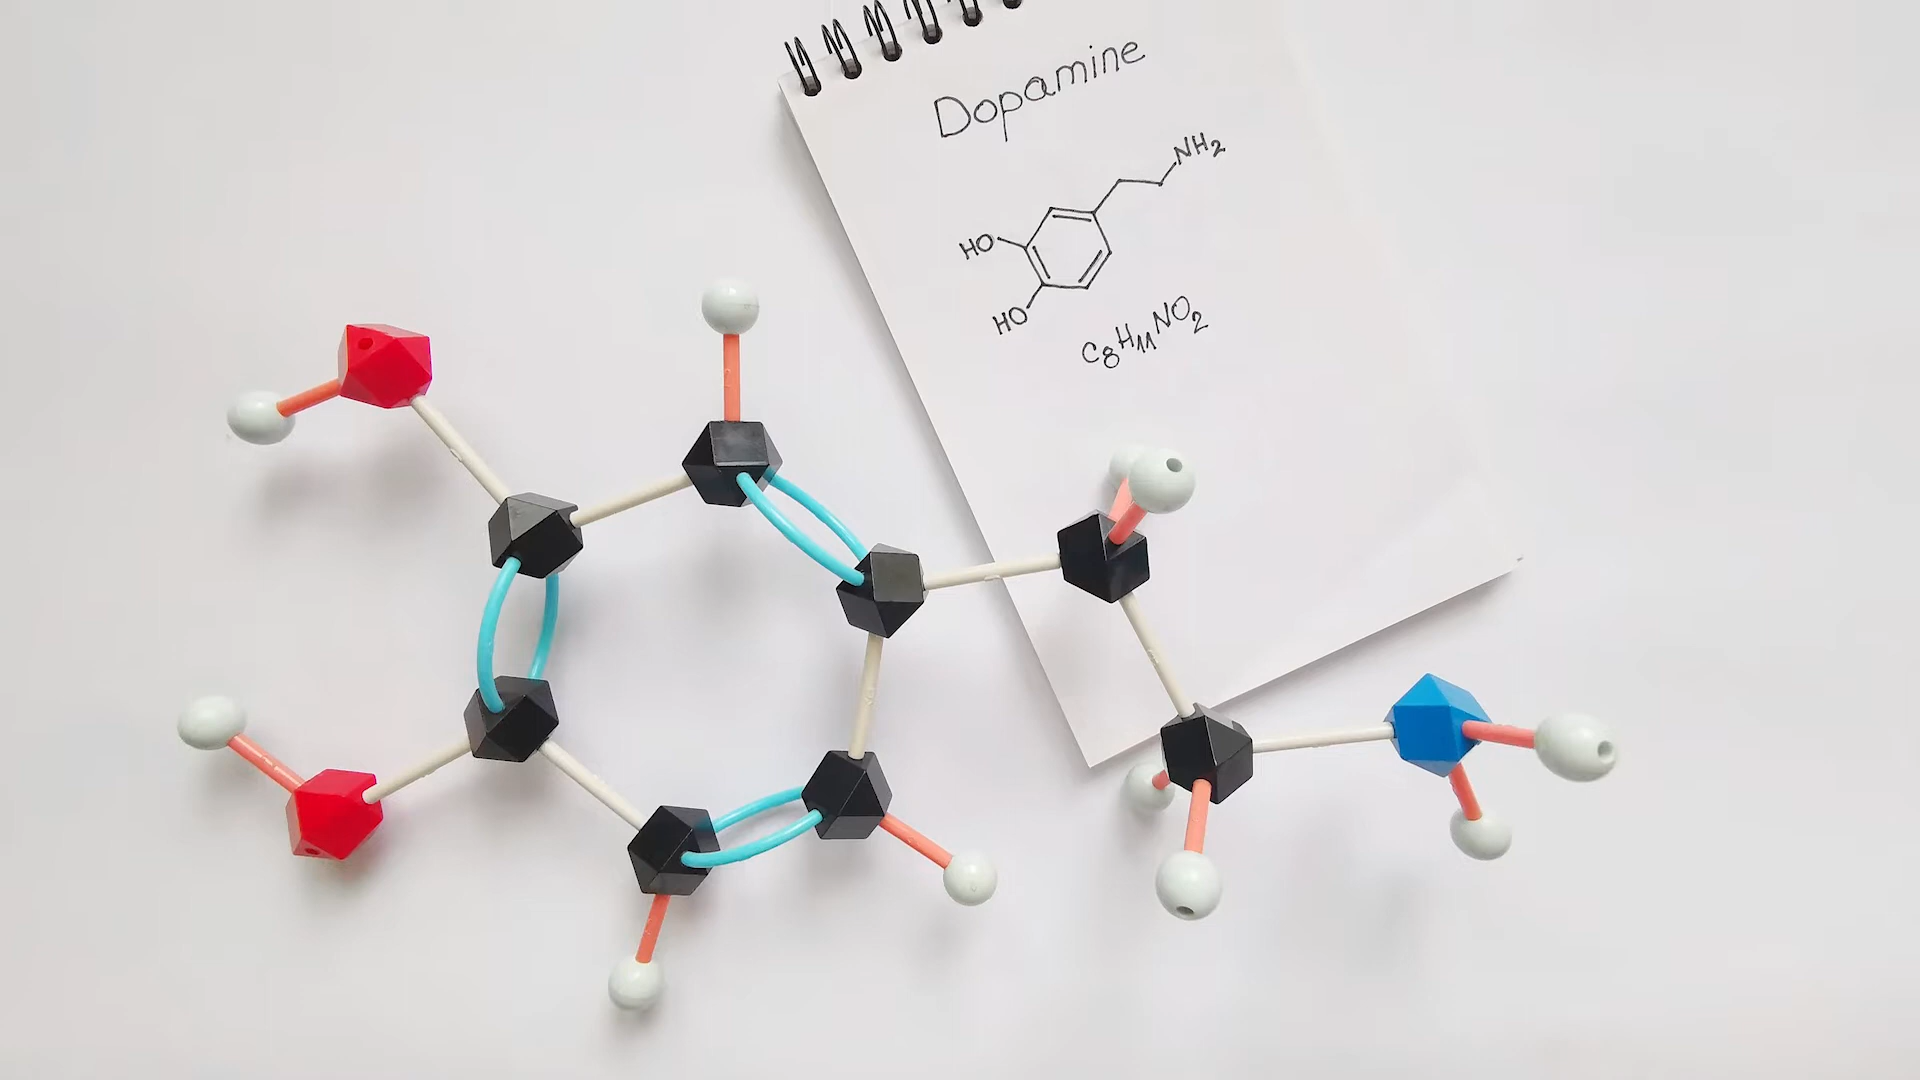 Dopamine
NH2
HO
HO
C8H11NO2